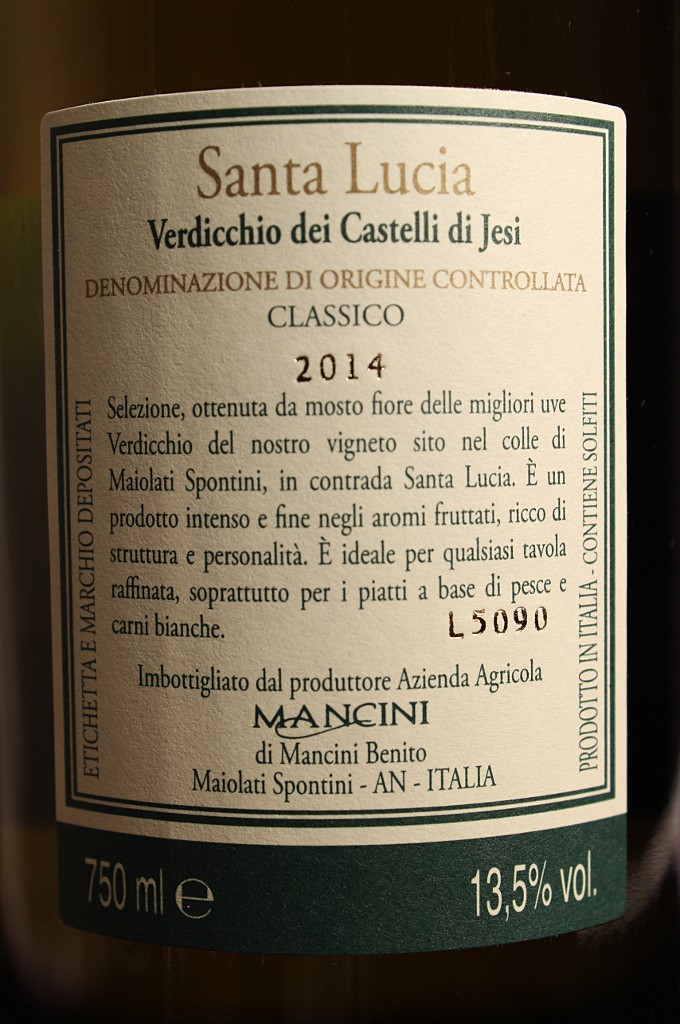 Santa Lucia
Verdicchio dei Castelli di Jesi
DENOMINAZIONE DI ORIGINE CONTROLLATA
CLASSICO
2014
Selezione, ottenuta da mosto fiore delle migliori uve
Verdicchio del nostro vigneto sito nel colle di
Maiolati Spontini, in contrada Santa Lucia. È un
prodotto intenso e fine negli aromi fruttati, ricco di
struttura e personalità. È ideale per qualsiasi tavola
raffinata, soprattutto per i piatti a base di pesce e
carni bianche.
L5090
Imbottigliato dal produttore Azienda Agricola
MANCINI
di Mancini Benito
Maiolati Spontini - AN - ITALIA
ETICHETTA E MARCHIO DEPOSITATI
PRODOTTO IN ITALIA - CONTIENE SOLFITI
750 ml ℮
13,5% vol.